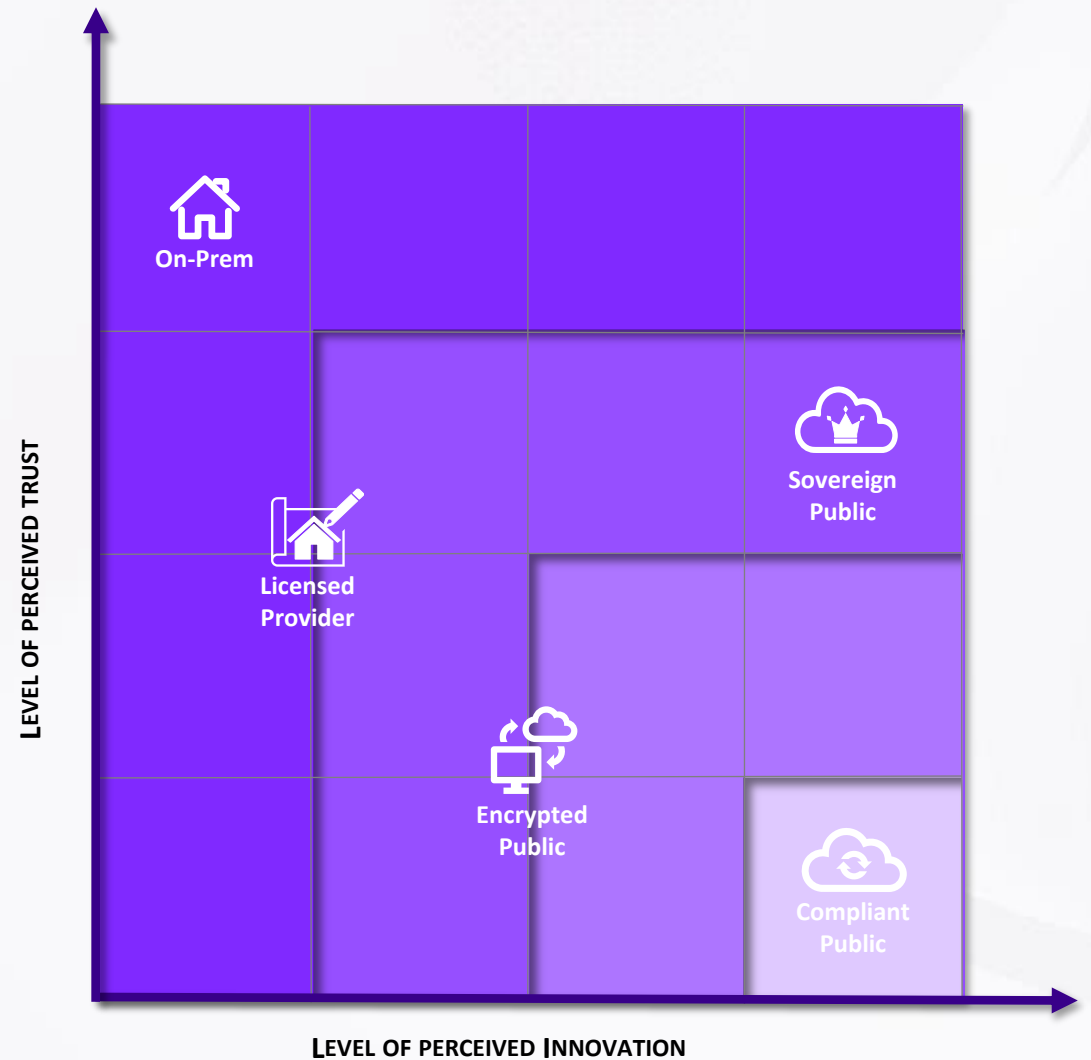 On-Prem
Sovereign
Public
Licensed
Provider
Encrypted
Public
Compliant
Public
LEVEL OF PERCEIVED TRUST
LEVEL OF PERCEIVED INNOVATION